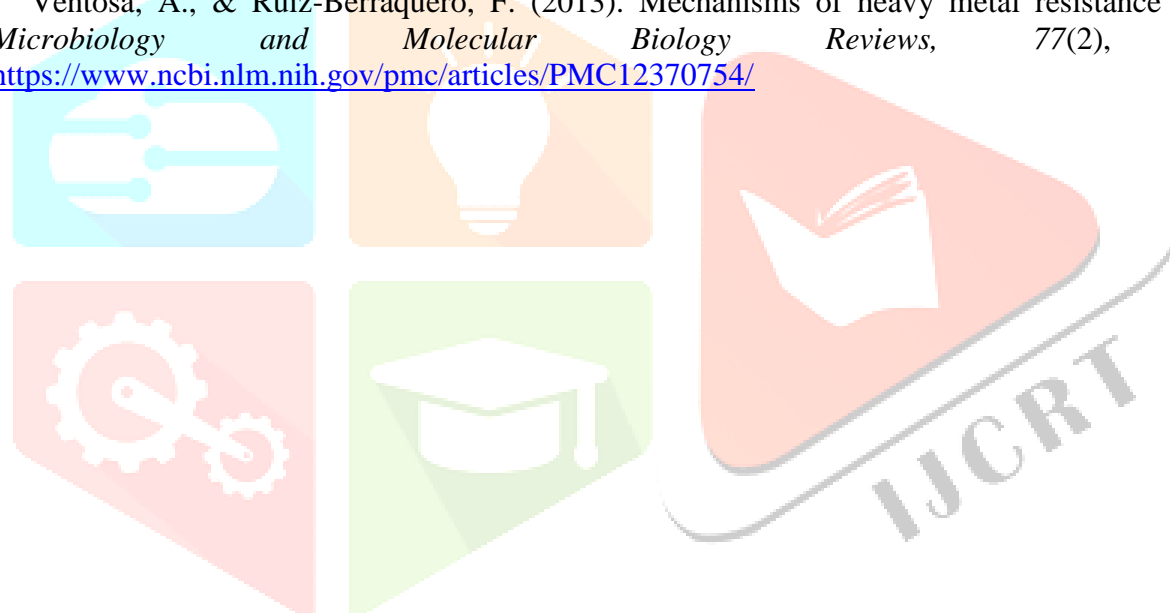 Ventosa, A., & Ruiz-Berraquero, F. (2013). Mechanisms of heavy metal resistance
Microbiology and Molecular Biology Reviews, 77(2),
https://www.ncbi.nlm.nih.gov/pmc/articles/PMC12370754/
IJCRT